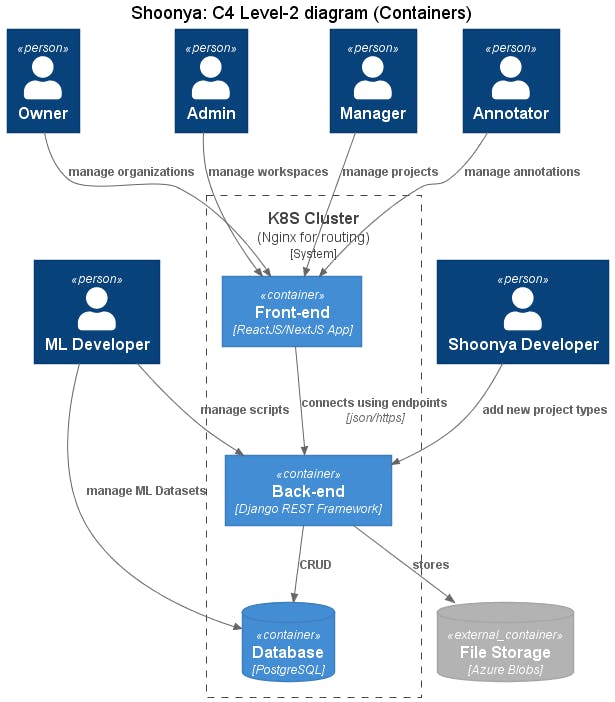 Shoonya: C4 Level-2 diagram (Containers)
«person»
Owner
«person»
Admin
«person»
Manager
«person»
Annotator
manage organizations
manage workspaces
manage projects
manage annotations
K8S Cluster
(Nginx for routing)
[System]
«person»
ML Developer
«container»
Front-end
[ReactJS/NextJS App]
«person»
Shoonya Developer
manage scripts
connects using endpoints
[json/https]
add new project types
«container»
Back-end
[Django REST Framework]
manage ML Datasets
CRUD
stores
«container»
Database
[PostgreSQL]
«external_container»
File Storage
[Azure Blobs]